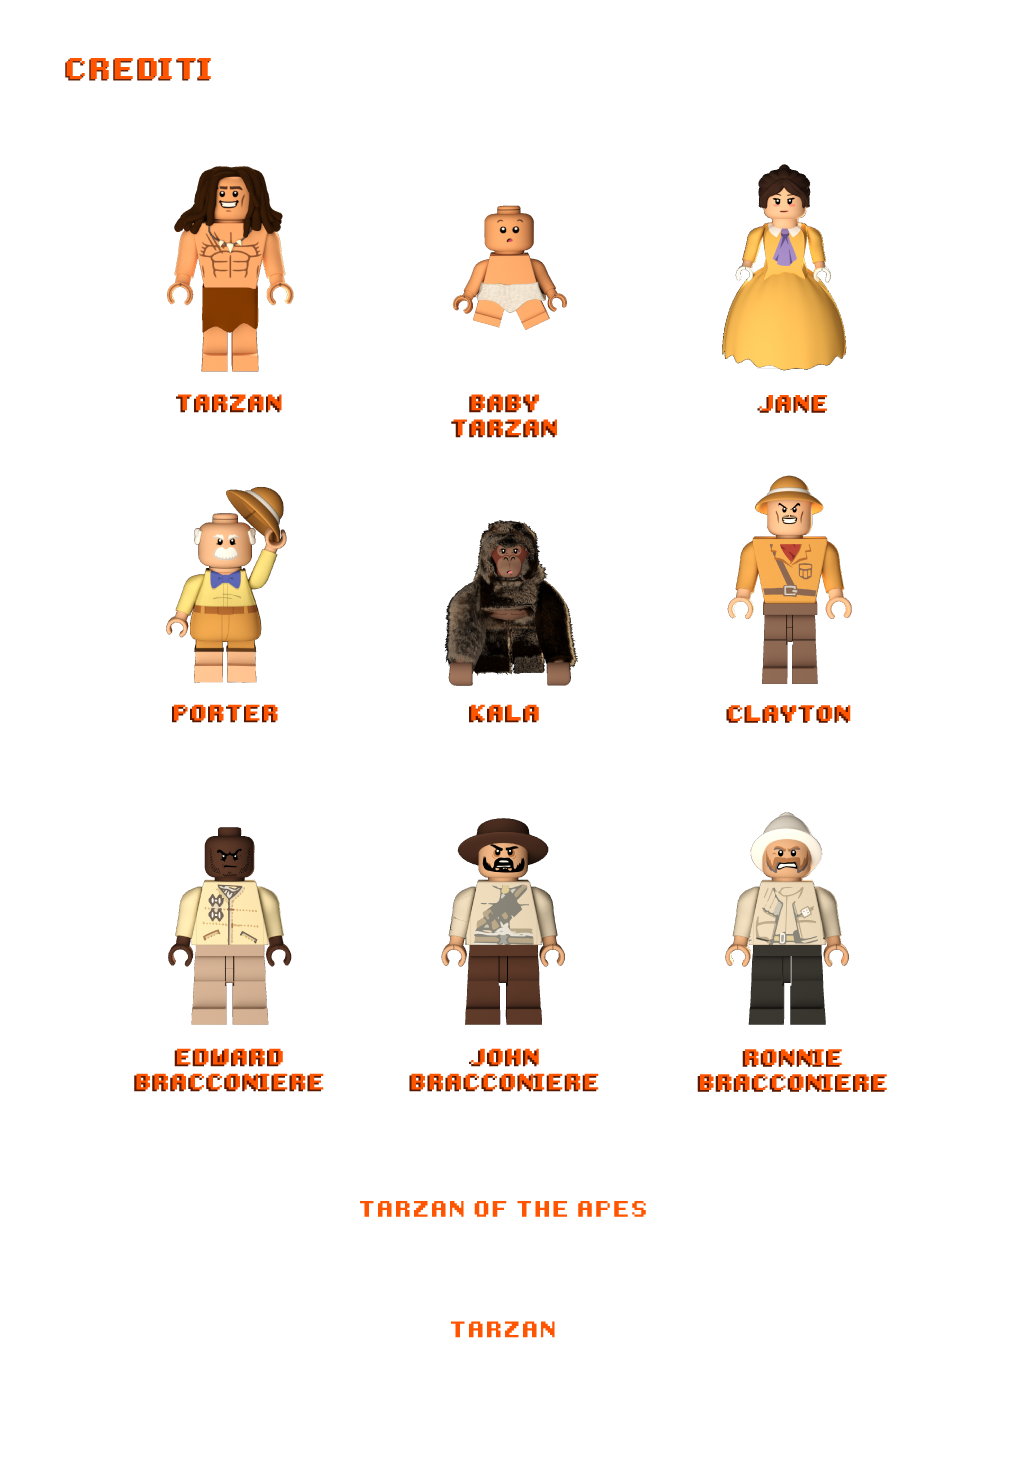 CREDITI
TARZAN
BABY
TARZAN
JANE
PORTER
KALA
CLAYTON
EDWARD
BRACCONIERE
JOHN
BRACCONIERE
RONNIE
BRACCONIERE
TARZAN OF THE APES
TARZAN